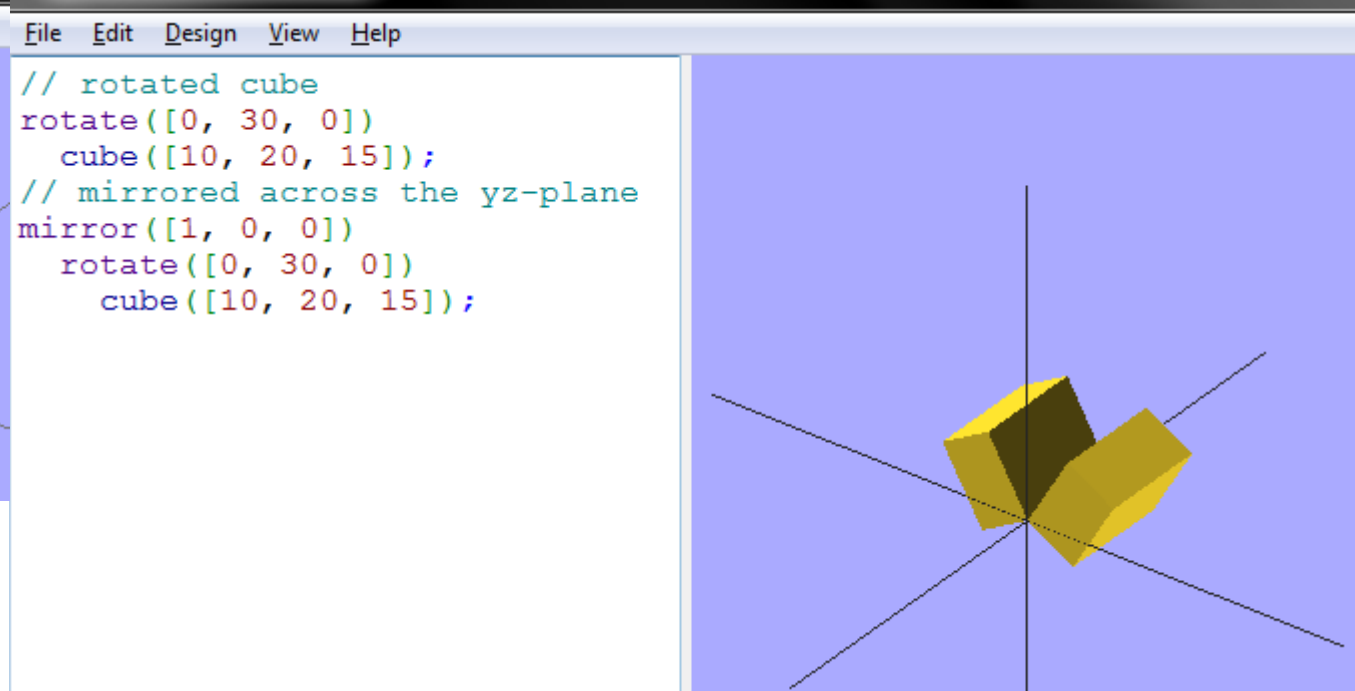 File Edit Design View Help
// rotated cube
rotate([0, 30, 0])
  cube([10, 20, 15]);
// mirrored across the yz-plane
mirror([1, 0, 0])
  rotate([0, 30, 0])
    cube([10, 20, 15]);